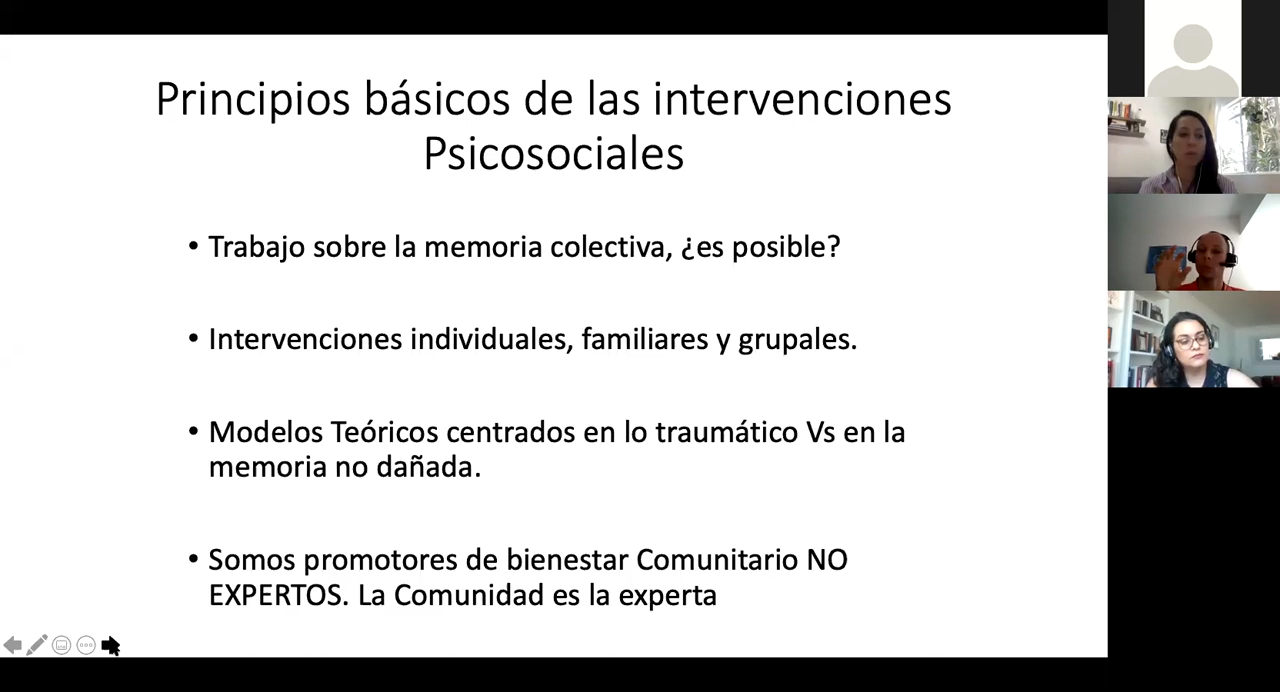 Principios básicos de las intervenciones
Psicosociales
• Trabajo sobre la memoria colectiva, ¿es posible?
• Intervenciones individuales, familiares y grupales.
• Modelos Teóricos centrados en lo traumático Vs en la
memoria no dañada.
• Somos promotores de bienestar Comunitario NO
EXPERTOS. La Comunidad es la experta